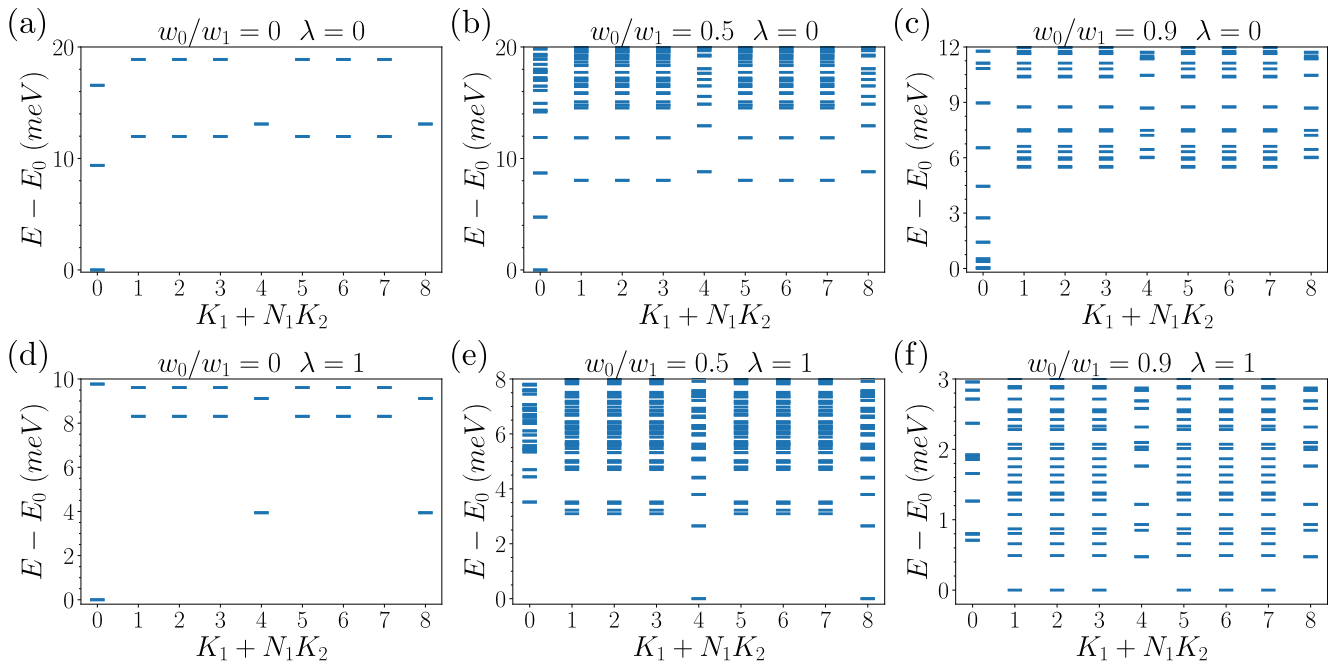 (a) w₀/w₁ = 0 λ = 0
20
10
0
E − E₀ (meV)
0 1 2 3 4 5 6 7 8
K₁ + N₁K₂
(b) w₀/w₁ = 0.5 λ = 0
20
10
0
E − E₀ (meV)
0 1 2 3 4 5 6 7 8
K₁ + N₁K₂
(c) w₀/w₁ = 0.9 λ = 0
12
9
6
3
0
E − E₀ (meV)
0 1 2 3 4 5 6 7 8
K₁ + N₁K₂
(d) w₀/w₁ = 0 λ = 1
10
8
6
4
2
0
E − E₀ (meV)
0 1 2 3 4 5 6 7 8
K₁ + N₁K₂
(e) w₀/w₁ = 0.5 λ = 1
8
6
4
2
0
E − E₀ (meV)
0 1 2 3 4 5 6 7 8
K₁ + N₁K₂
(f) w₀/w₁ = 0.9 λ = 1
3
2
1
0
E − E₀ (meV)
0 1 2 3 4 5 6 7 8
K₁ + N₁K₂